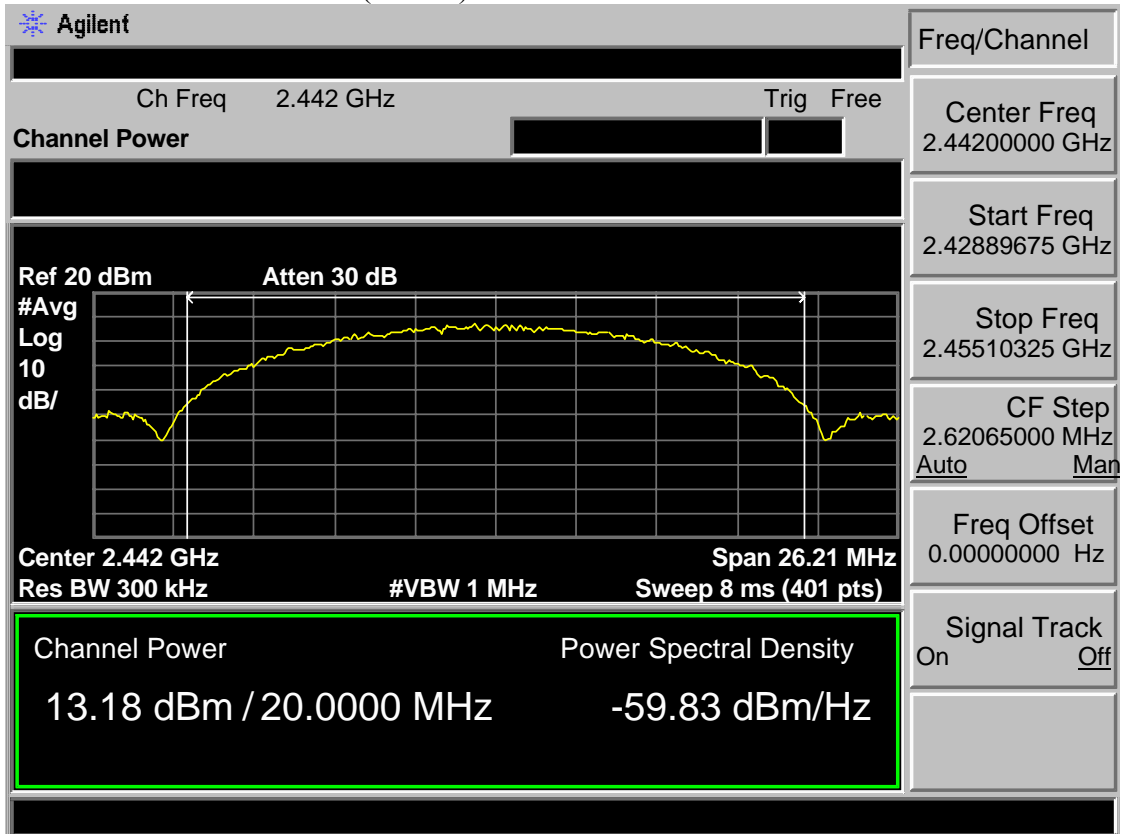 Agilent
Freq/Channel
Ch Freq 2.442 GHz Trig Free
Channel Power
Center Freq
2.44200000 GHz
Start Freq
2.42889675 GHz
Stop Freq
2.45510325 GHz
CF Step
2.62065000 MHz
Auto Man
Freq Offset
0.00000000 Hz
Signal Track
On Off
Ref 20 dBm Atten 30 dB
#Avg
Log
10
dB/
Center 2.442 GHz Span 26.21 MHz
Res BW 300 kHz #VBW 1 MHz Sweep 8 ms (401 pts)
Channel Power Power Spectral Density
13.18 dBm / 20.0000 MHz -59.83 dBm/Hz